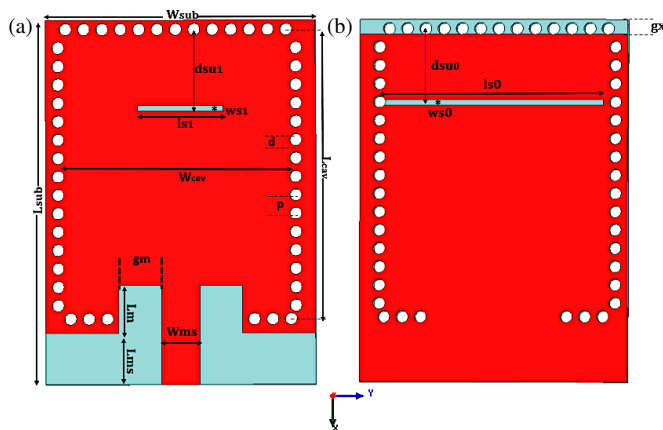 (a)
Wsub
(b)
gx
dsu1
dsu0
ls0
ws1
ws0
ls1
d
Lsub
Lcav
Wcav
p
gm
Lm
Wms
Lms
Y
X